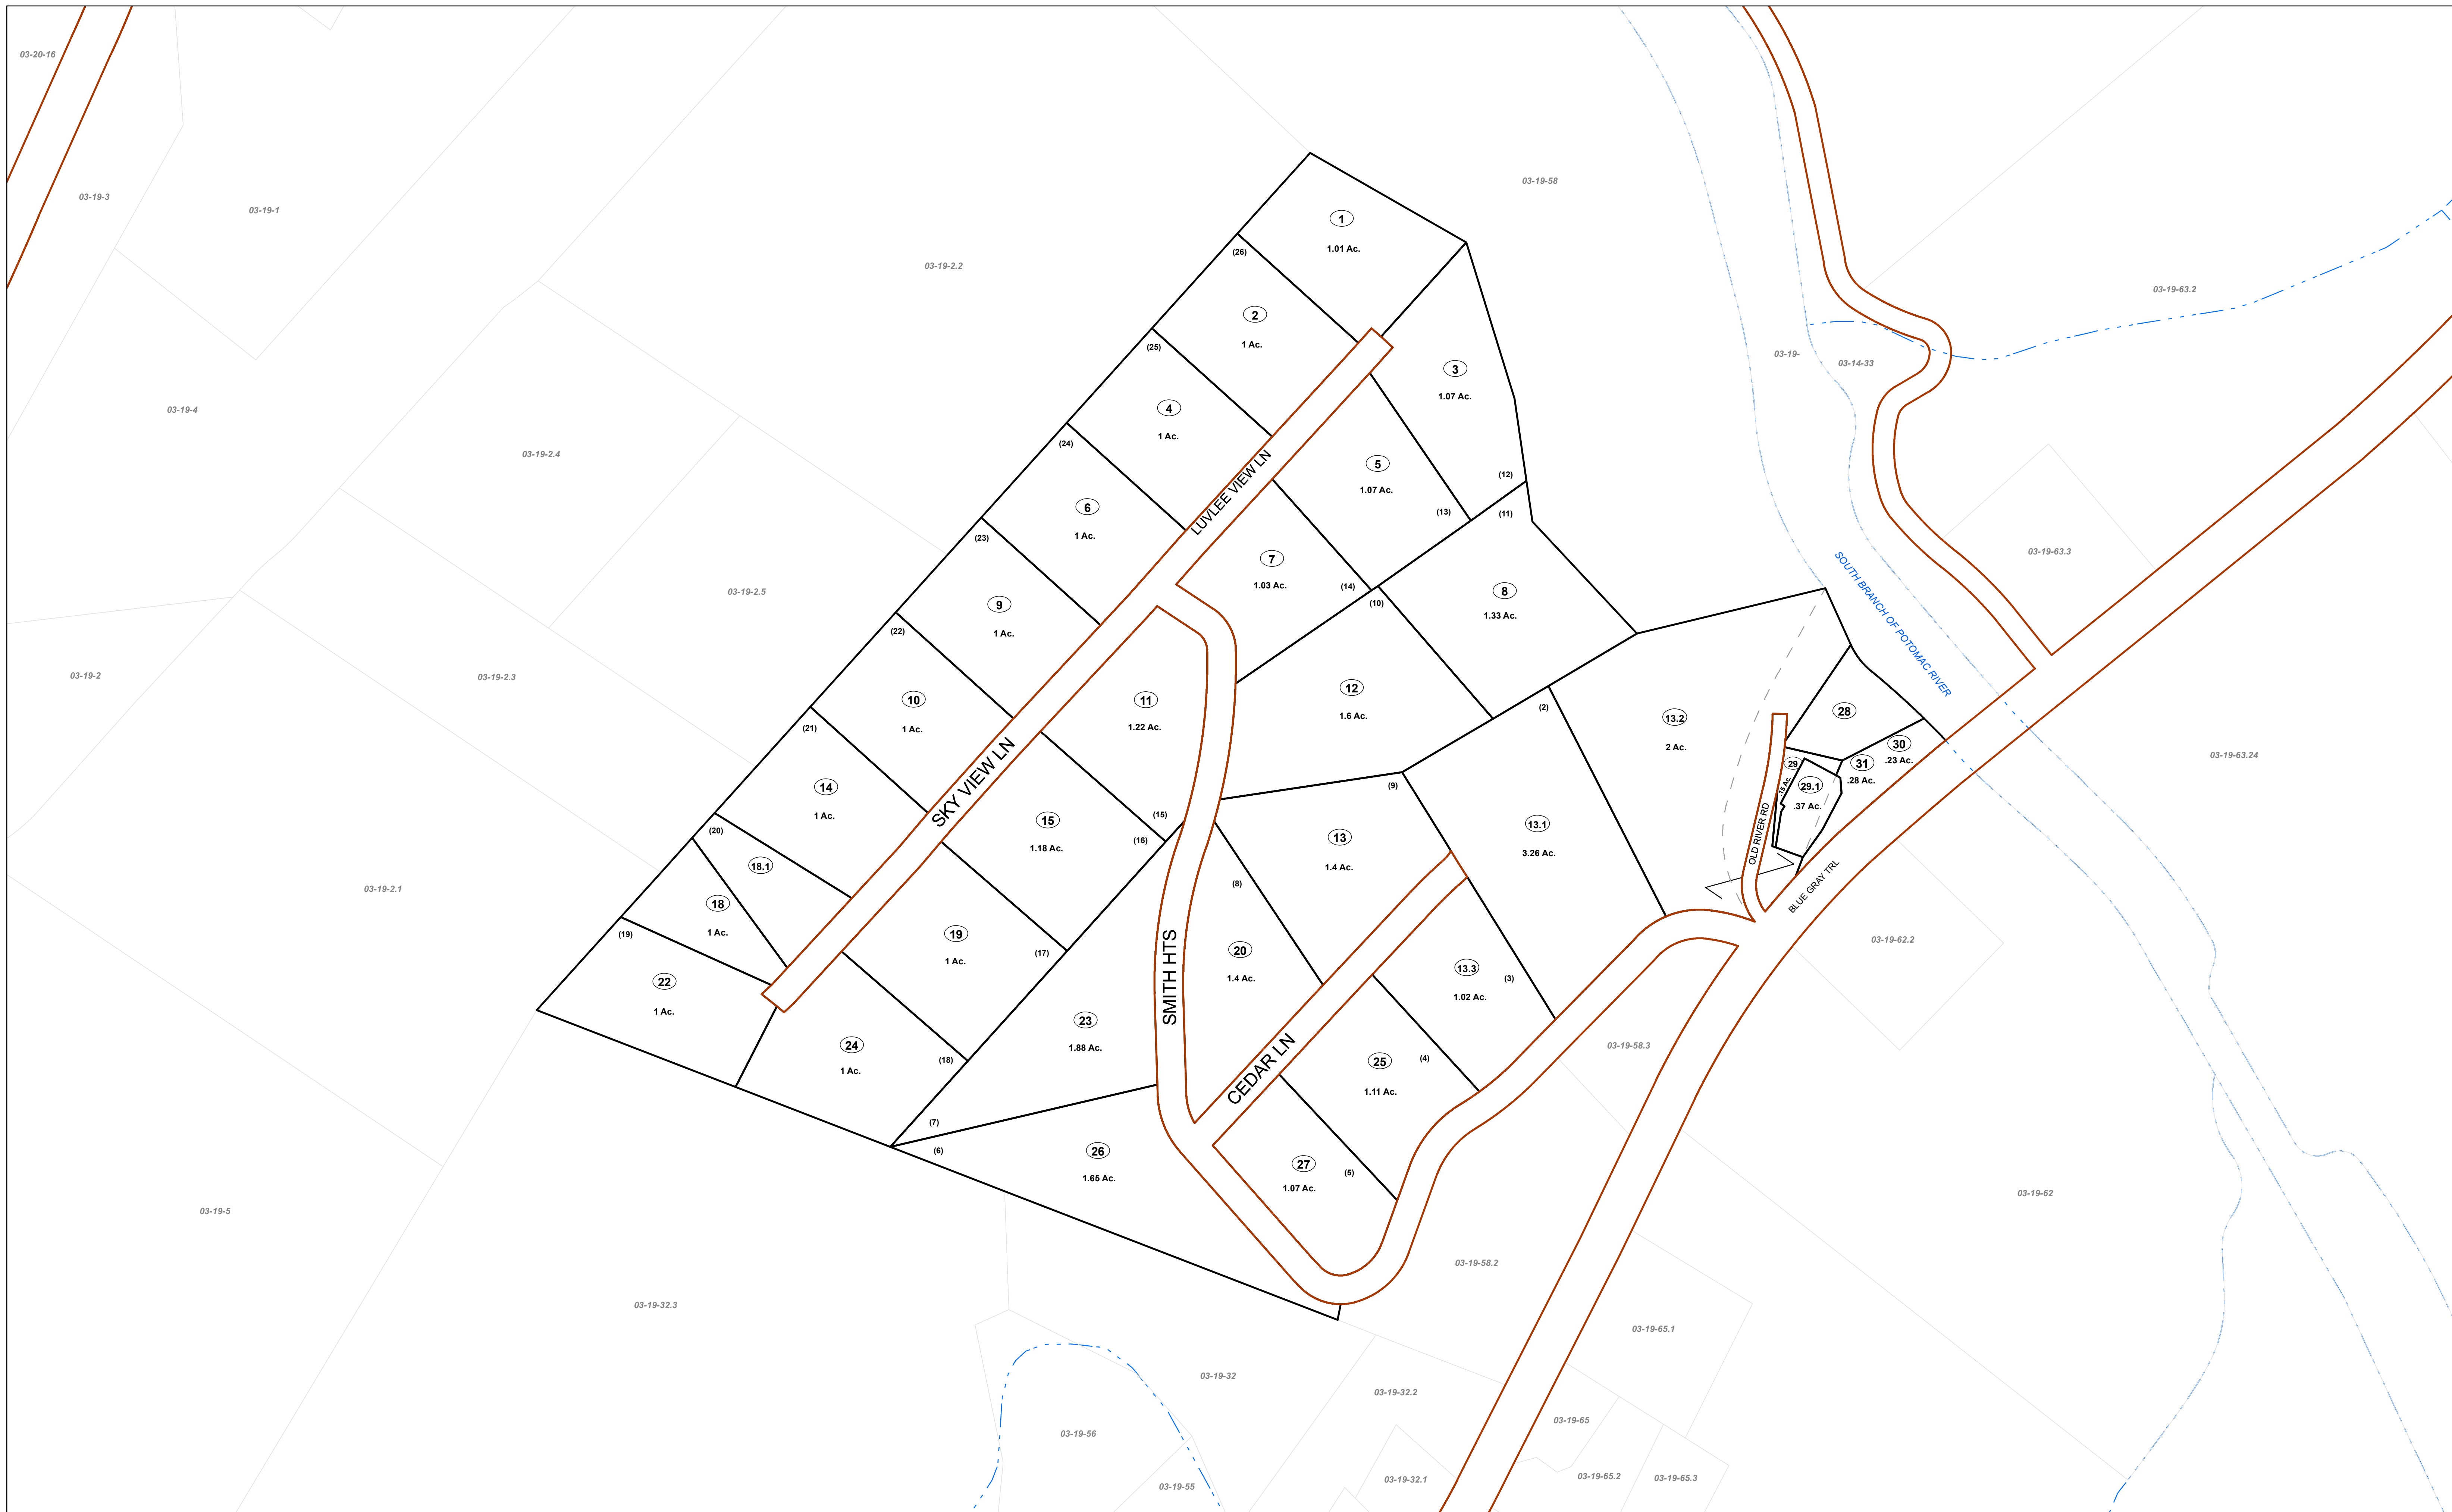 03-20-16
03-19-3
03-19-1
03-19-58
1
1.01 Ac.
(26)
03-19-2.2
03-19-63.2
2
1 Ac.
(25)
03-19-
03-14-33
3
1.07 Ac.
03-19-4
4
1 Ac.
(24)
03-19-2.4
LUVLEE VIEW LN
5
1.07 Ac.
(12)
(13)
(11)
6
1 Ac.
(23)
7
1.03 Ac.
(14)
(10)
8
1.33 Ac.
03-19-63.3
03-19-2.5
SOUTH BRANCH OF POTOMAC RIVER
9
1 Ac.
(22)
03-19-2
03-19-2.3
10
1 Ac.
(21)
11
1.22 Ac.
12
1.6 Ac.
(2)
13.2
2 Ac.
28
30
.23 Ac.
31
.28 Ac.
29
.15 Ac.
29.1
.37 Ac.
03-19-63.24
SKY VIEW LN
14
1 Ac.
(20)
15
1.18 Ac.
(15)
(16)
(9)
13
1.4 Ac.
13.1
3.26 Ac.
OLD RIVER RD
BLUE GRAY TRL
18.1
18
1 Ac.
(19)
03-19-2.1
(8)
19
1 Ac.
(17)
20
1.4 Ac.
SMITH HTS
13.3
1.02 Ac.
(3)
03-19-62.2
22
1 Ac.
23
1.88 Ac.
24
1 Ac.
(18)
CEDAR LN
25
1.11 Ac.
(4)
03-19-58.3
(7)
(6)
26
1.65 Ac.
27
1.07 Ac.
(5)
03-19-62
03-19-5
03-19-58.2
03-19-32.3
03-19-65.1
03-19-32
03-19-32.2
03-19-65
03-19-56
03-19-55
03-19-32.1
03-19-65.2
03-19-65.3